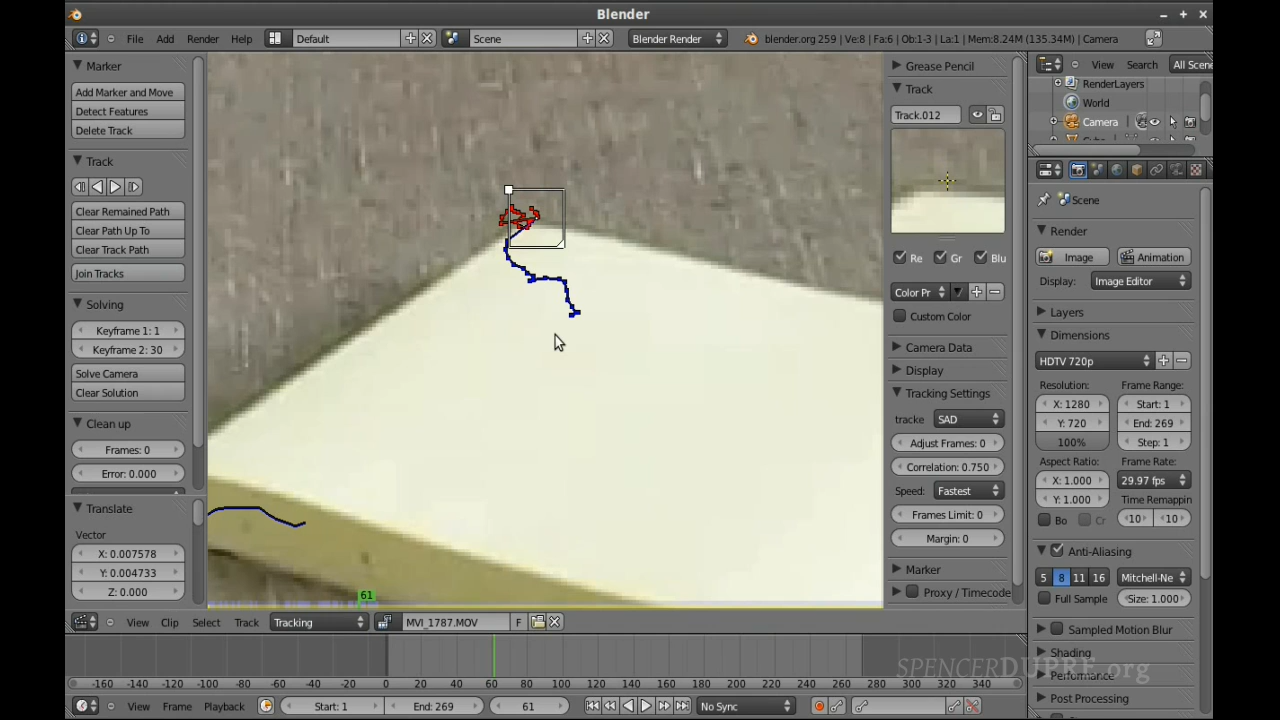 Blender
File Add Render Help Default Scene Blender Render blender.org 259 | Ve:8 | Fa:6 | Ob:1-3 | La:1 | Mem:8.24M (135.34M) | Camera
Marker
Add Marker and Move
Detect Features
Delete Track
Track
Clear Remained Path
Clear Path Up To
Clear Track Path
Join Tracks
Solving
Keyframe 1: 1
Keyframe 2: 30
Solve Camera
Clear Solution
Clean up
Frames: 0
Error: 0.000
Translate
Vector
X: 0.007578
Y: 0.004733
Z: 0.000
61
Grease Pencil
Track
Track.012
Re Gr Blu
Color Pr
Custom Color
Camera Data
Display
Tracking Settings
tracke SAD
Adjust Frames: 0
Correlation: 0.750
Speed: Fastest
Frames Limit: 0
Margin: 0
Marker
Proxy / Timecode
View Search All Scene
RenderLayers
World
Camera
Scene
Render
Image Animation
Display: Image Editor
Layers
Dimensions
HDTV 720p
Resolution: Frame Range:
X: 1280 Start: 1
Y: 720 End: 269
100% Step: 1
Aspect Ratio: Frame Rate:
X: 1.000 29.97 fps
Y: 1.000 Time Remappin
Bo Cr 10 10
Anti-Aliasing
5 8 11 16 Mitchell-Ne
Full Sample Size: 1.000
Sampled Motion Blur
Shading
Performance
Post Processing
View Clip Select Track Tracking MVI_1787.MOV F
-160 -140 -120 -100 -80 -60 -40 -20 0 20 40 60 80 100 120 140 160 180 200 220 240 260 280 300 320 340
View Frame Playback Start: 1 End: 269 61 No Sync
SPENCERDUPRE.org